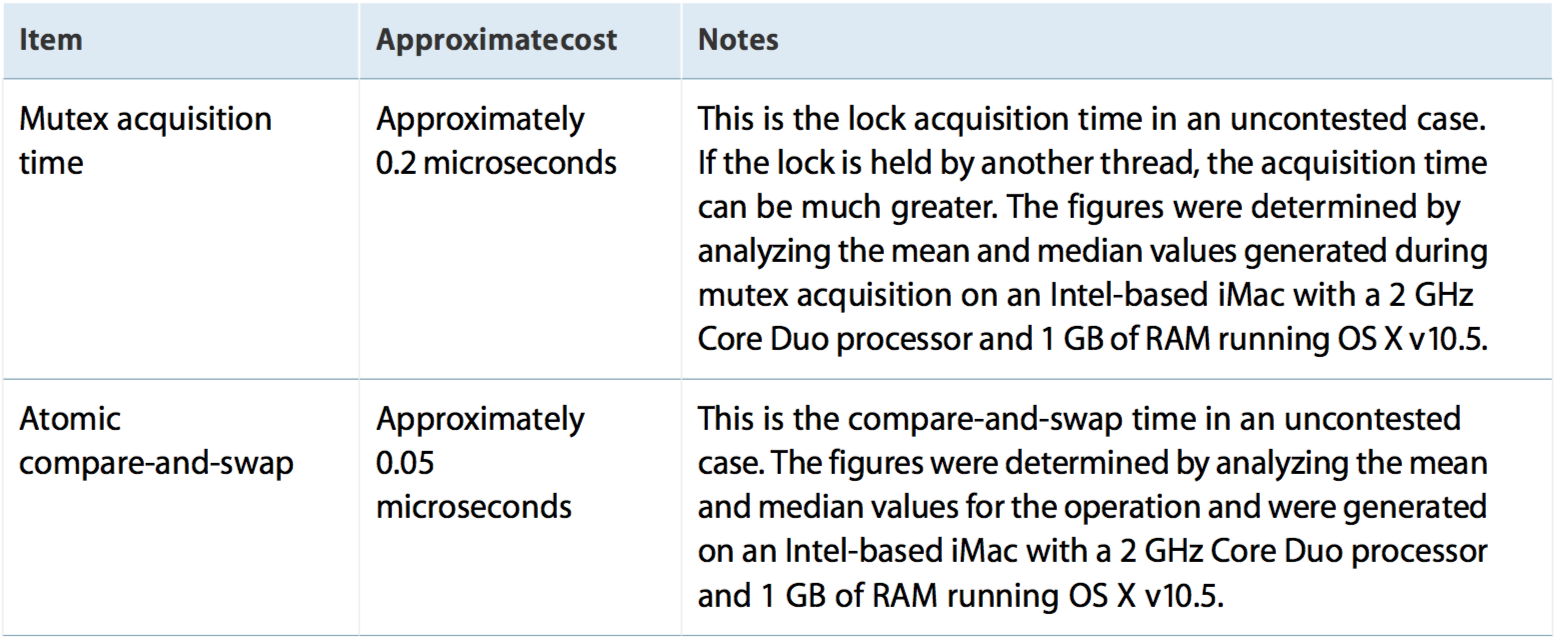 Item
Approximatecost
Notes
Mutex acquisition
time
Approximately
0.2 microseconds
This is the lock acquisition time in an uncontested case.
If the lock is held by another thread, the acquisition time
can be much greater. The figures were determined by
analyzing the mean and median values generated during
mutex acquisition on an Intel-based iMac with a 2 GHz
Core Duo processor and 1 GB of RAM running OS X v10.5.
Atomic
compare-and-swap
Approximately
0.05
microseconds
This is the compare-and-swap time in an uncontested
case. The figures were determined by analyzing the mean
and median values for the operation and were generated
on an Intel-based iMac with a 2 GHz Core Duo processor
and 1 GB of RAM running OS X v10.5.